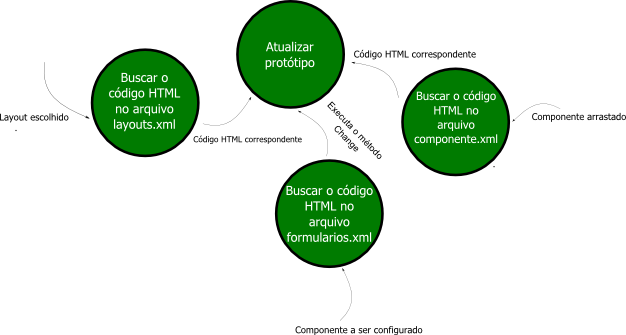 Atualizar
protótipo
Código HTML correspondente
Buscar o
código HTML
no arquivo
layouts.xml
Layout escolhido
Código HTML correspondente
Executa o método
Change
Buscar o código
HTML no
arquivo
componente.xml
Componente arrastado
Buscar o código
HTML no
arquivo
formularios.xml
Componente a ser configurado